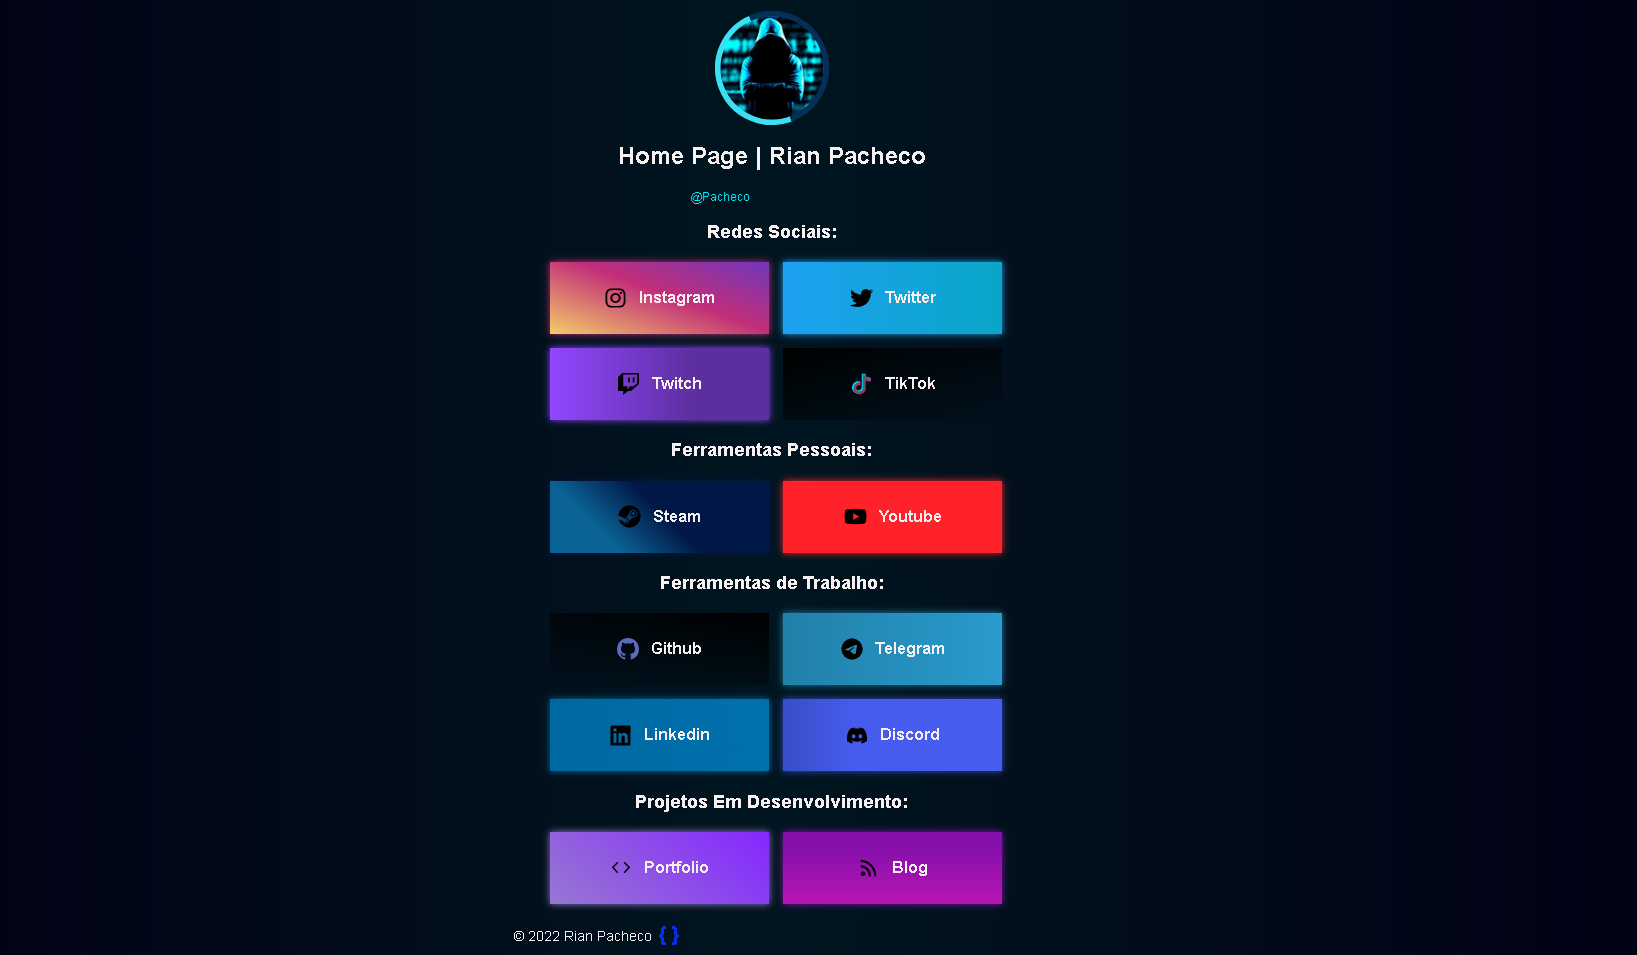 Home Page | Rian Pacheco
@Pacheco
Redes Sociais:
Instagram
Twitter
Twitch
TikTok
Ferramentas Pessoais:
Steam
Youtube
Ferramentas de Trabalho:
Github
Telegram
Linkedin
Discord
Projetos Em Desenvolvimento:
Portfolio
Blog
© 2022 Rian Pacheco { }